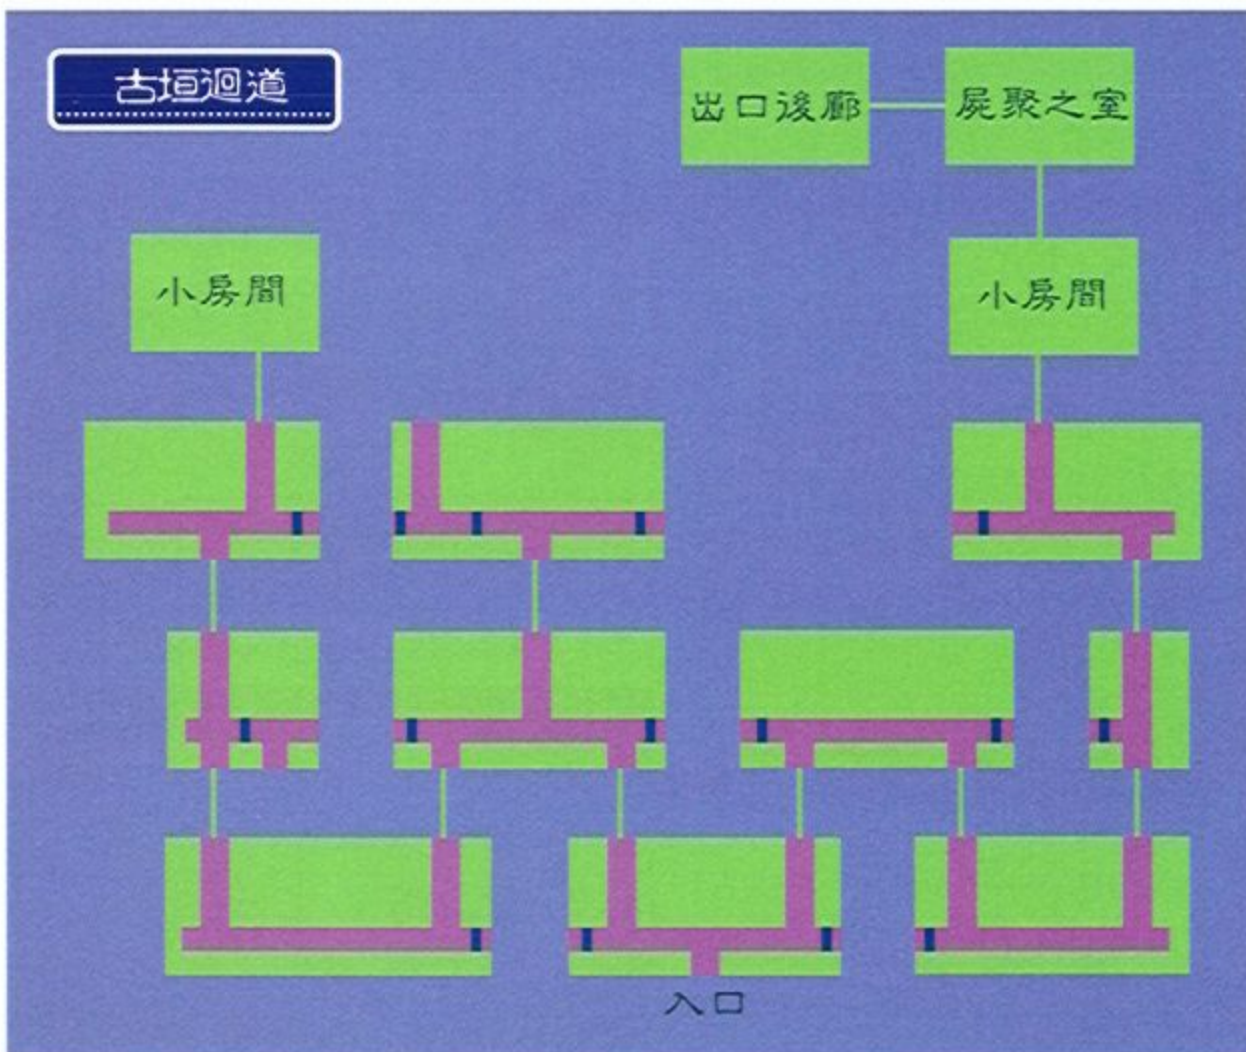 古垣迴道
出口後廊
屍聚之室
小房間
小房間
入口